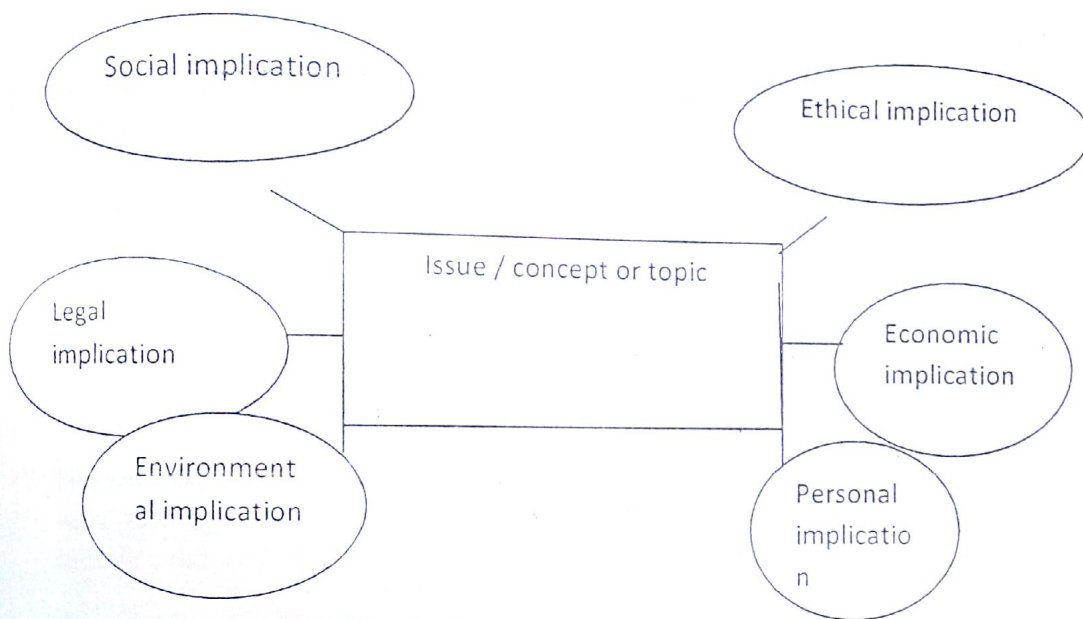 Social implication
Ethical implication
Issue / concept or topic
Legal
implication
Economic
implication
Environment
al implication
Personal
implicatio
n